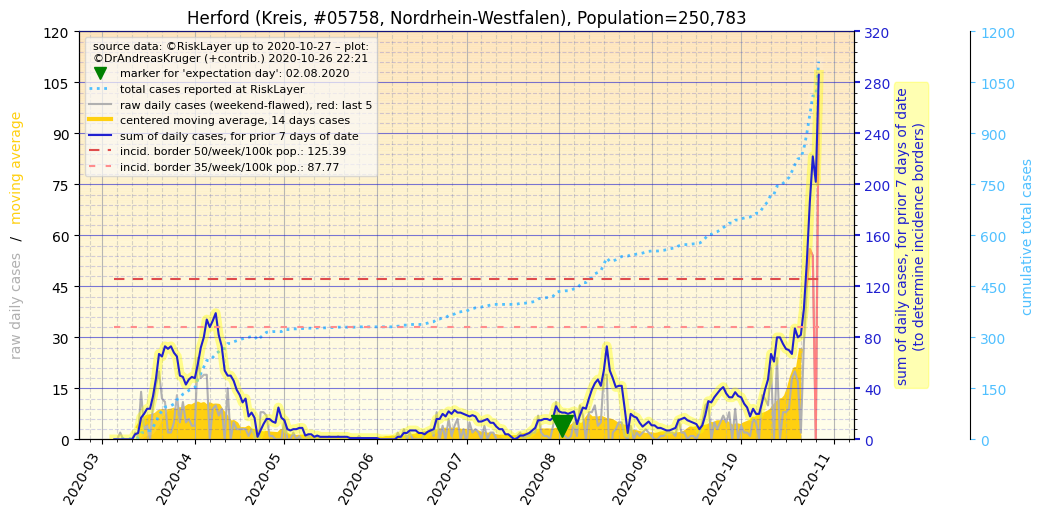 Herford (Kreis, #05758, Nordrhein-Westfalen), Population=250,783
source data: ©RiskLayer up to 2020-10-27 – plot:
©DrAndreasKruger (+contrib.) 2020-10-26 22:21
marker for 'expectation day': 02.08.2020
total cases reported at RiskLayer
raw daily cases (weekend-flawed), red: last 5
centered moving average, 14 days cases
sum of daily cases, for prior 7 days of date
incid. border 50/week/100k pop.: 125.39
incid. border 35/week/100k pop.: 87.77
raw daily cases / moving average
120
105
90
75
60
45
30
15
0
2020-03
2020-04
2020-05
2020-06
2020-07
2020-08
2020-09
2020-10
2020-11
320
280
240
200
160
120
80
40
0
sum of daily cases, for prior 7 days of date
(to determine incidence borders)
1200
1050
900
750
600
450
300
150
0
cumulative total cases